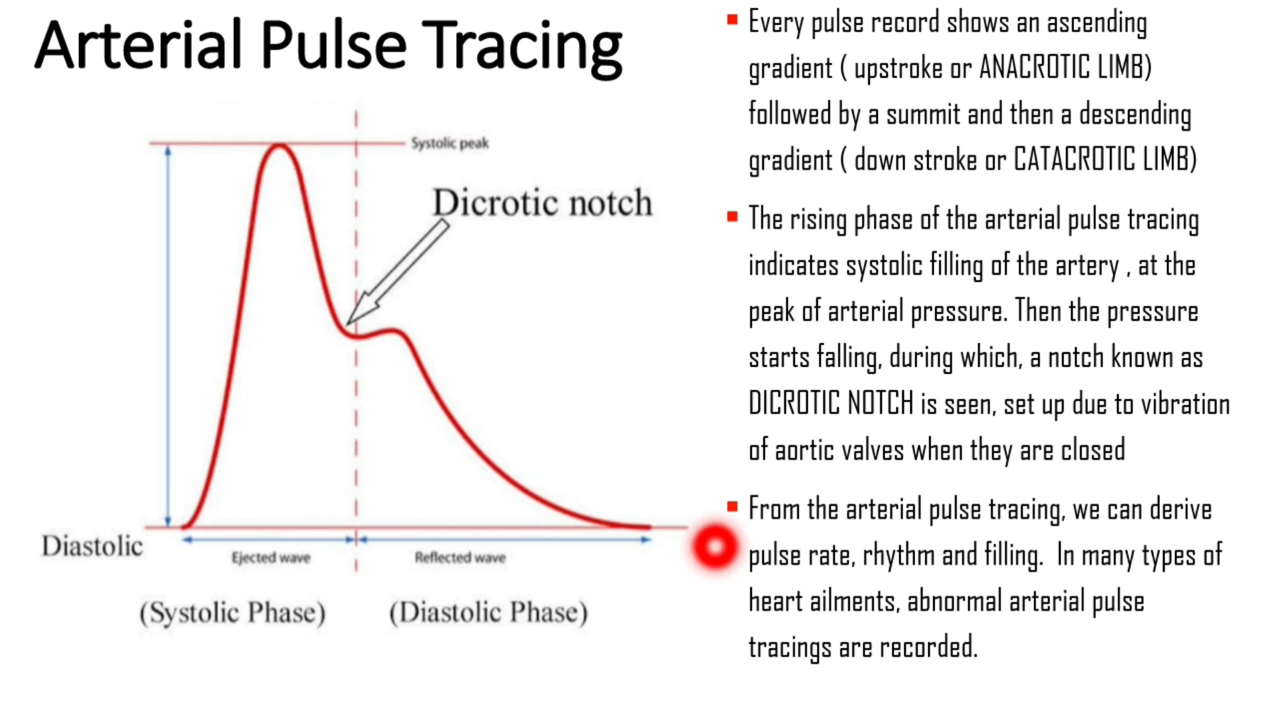 Arterial Pulse Tracing
Systolic peak
Dicrotic notch
Diastolic
Ejected wave
Reflected wave
(Systolic Phase)
(Diastolic Phase)
Every pulse record shows an ascending
gradient ( upstroke or ANACROTIC LIMB)
followed by a summit and then a descending
gradient ( down stroke or CATACROTIC LIMB)
The rising phase of the arterial pulse tracing
indicates systolic filling of the artery , at the
peak of arterial pressure. Then the pressure
starts falling, during which, a notch known as
DICROTIC NOTCH is seen, set up due to vibration
of aortic valves when they are closed
From the arterial pulse tracing, we can derive
pulse rate, rhythm and filling. In many types of
heart ailments, abnormal arterial pulse
tracings are recorded.